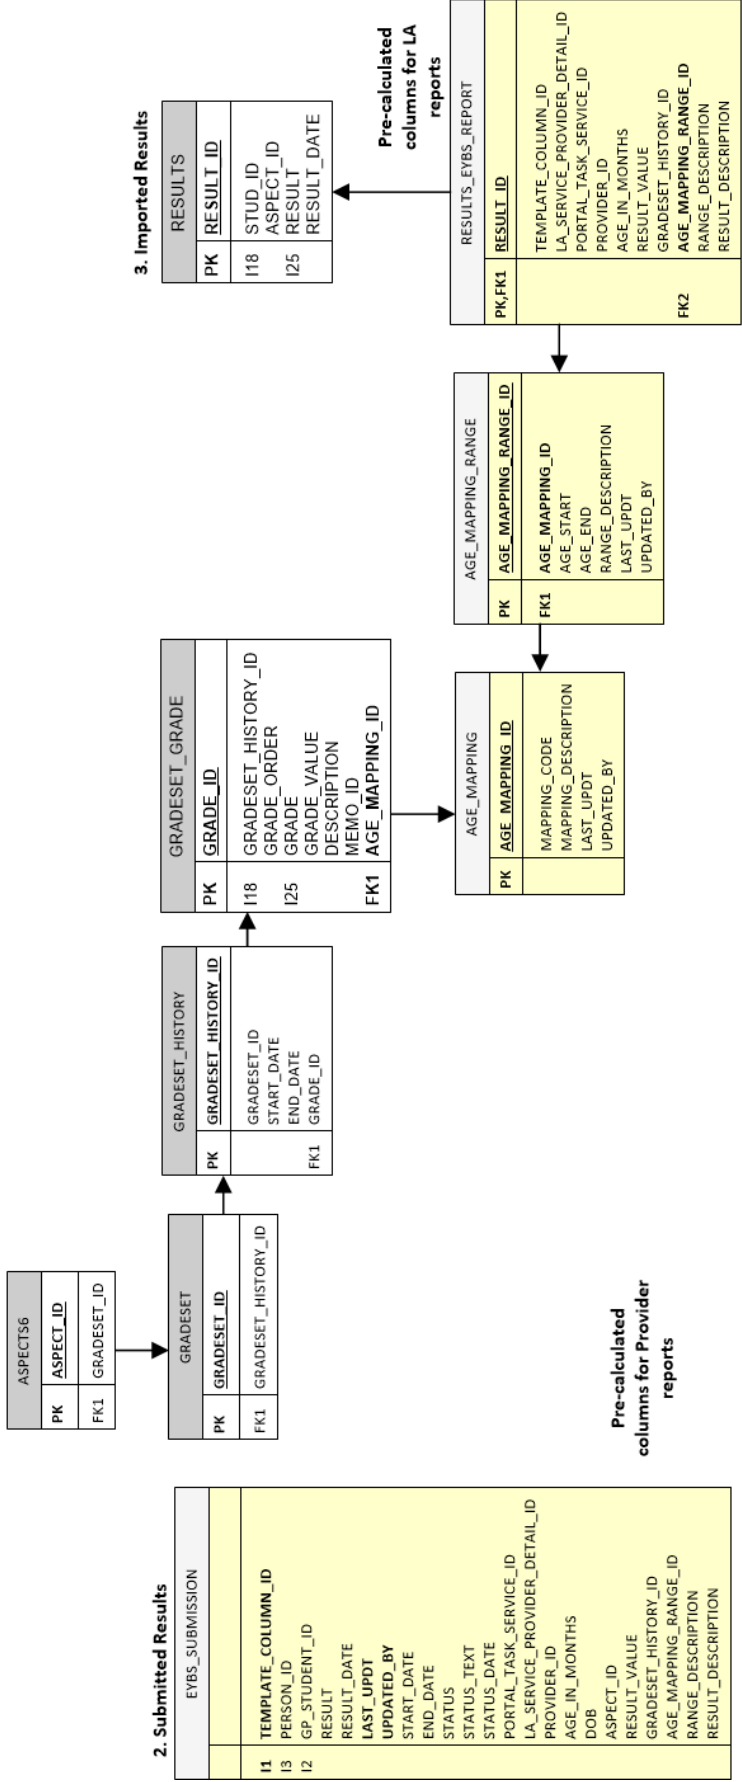 2. Submitted Results
EYBS_SUBMISSION
I1 TEMPLATE_COLUMN_ID
I3 PERSON_ID
I2 GP_STUDENT_ID
RESULT
RESULT_DATE
LAST_UPDT
UPDATED_BY
START_DATE
END_DATE
STATUS
STATUS_TEXT
STATUS_DATE
PORTAL_TASK_SERVICE_ID
LA_SERVICE_PROVIDER_DETAIL_ID
PROVIDER_ID
AGE_IN_MONTHS
DOB
ASPECT_ID
RESULT_VALUE
GRADESET_HISTORY_ID
AGE_MAPPING_RANGE_ID
RANGE_DESCRIPTION
RESULT_DESCRIPTION
Pre-calculated
columns for Provider
reports
ASPECTS6
PK ASPECT_ID
FK1 GRADESET_ID
GRADESET
PK GRADESET_ID
FK1 GRADESET_HISTORY_ID
GRADESET_HISTORY
PK GRADESET_HISTORY_ID
GRADESET_ID
START_DATE
END_DATE
FK1 GRADE_ID
GRADESET_GRADE
PK GRADE_ID
I18 GRADESET_HISTORY_ID
GRADE_ORDER
I25 GRADE
GRADE_VALUE
DESCRIPTION
MEMO_ID
FK1 AGE_MAPPING_ID
AGE_MAPPING
PK AGE_MAPPING_ID
MAPPING_CODE
MAPPING_DESCRIPTION
LAST_UPDT
UPDATED_BY
AGE_MAPPING_RANGE
PK AGE_MAPPING_RANGE_ID
FK1 AGE_MAPPING_ID
AGE_START
AGE_END
RANGE_DESCRIPTION
LAST_UPDT
UPDATED_BY
3. Imported Results
RESULTS
PK RESULT_ID
I18 STUD_ID
ASPECT_ID
I25 RESULT
RESULT_DATE
Pre-calculated
columns for LA
reports
RESULTS_EYBS_REPORT
PK,FK1 RESULT_ID
TEMPLATE_COLUMN_ID
LA_SERVICE_PROVIDER_DETAIL_ID
PORTAL_TASK_SERVICE_ID
PROVIDER_ID
AGE_IN_MONTHS
RESULT_VALUE
GRADESET_HISTORY_ID
FK2 AGE_MAPPING_RANGE_ID
RANGE_DESCRIPTION
RESULT_DESCRIPTION